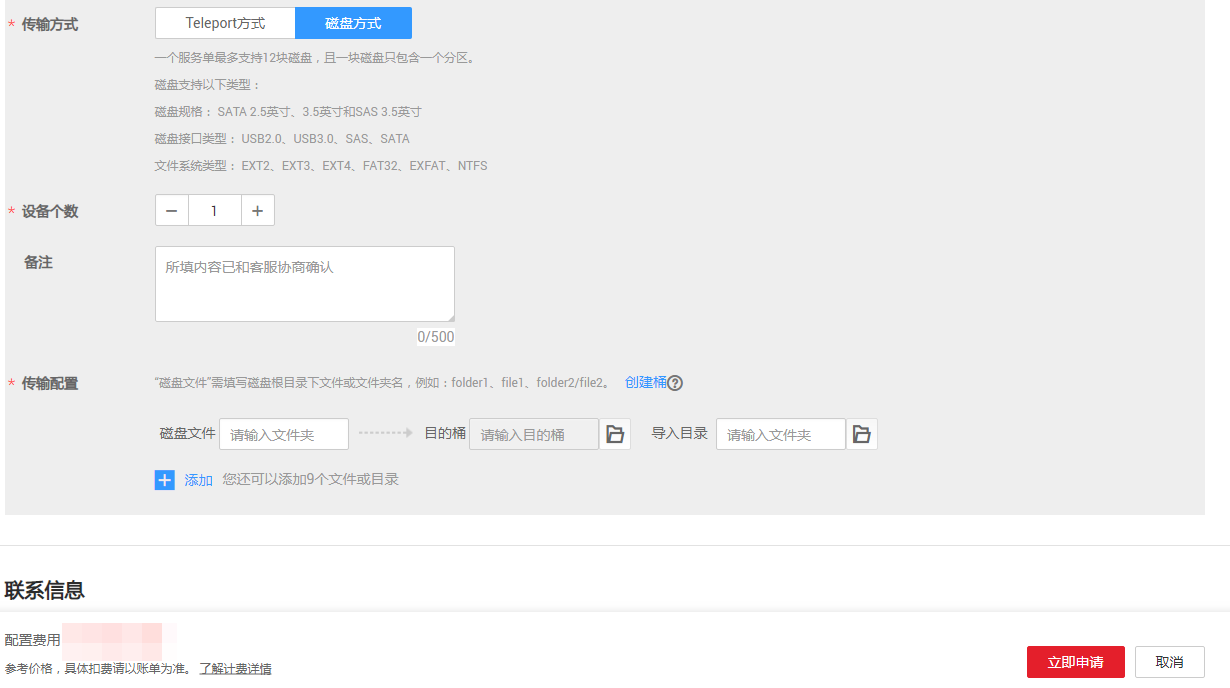 * 传输方式 Teleport方式 磁盘方式
一个服务单最多支持12块磁盘，且一块磁盘只包含一个分区。
磁盘支持以下类型：
磁盘规格： SATA 2.5英寸、3.5英寸和SAS 3.5英寸
磁盘接口类型： USB2.0、USB3.0、SAS、SATA
文件系统类型： EXT2、EXT3、EXT4、FAT32、EXFAT、NTFS
* 设备个数 − 1 +
备注 所填内容已和客服协商确认
0/500
* 传输配置 “磁盘文件”需填写磁盘根目录下文件或文件夹名，例如：folder1、file1、folder2/file2。 创建桶?
磁盘文件 请输入文件夹 目的桶 请输入目的桶 导入目录 请输入文件夹
+ 添加 您还可以添加9个文件或目录
联系信息
配置费用
参考价格，具体扣费请以账单为准。 了解计费详情
立即申请 取消